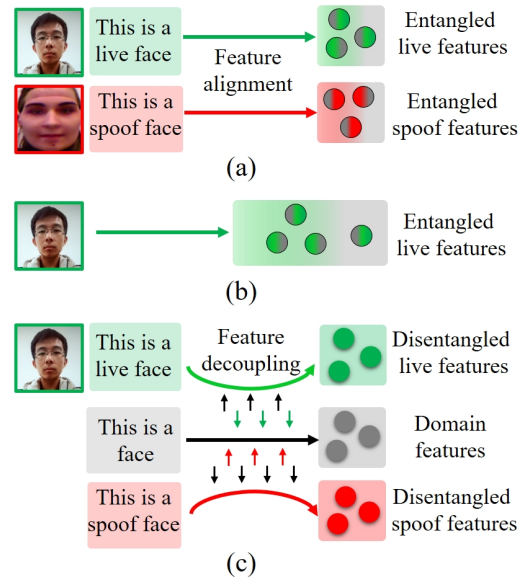 This is a
live face
Feature
alignment
Entangled
live features
This is a
spoof face
Entangled
spoof features
(a)
Entangled
live features
(b)
This is a
live face
Feature
decoupling
Disentangled
live features
This is a
face
Domain
features
This is a
spoof face
Disentangled
spoof features
(c)